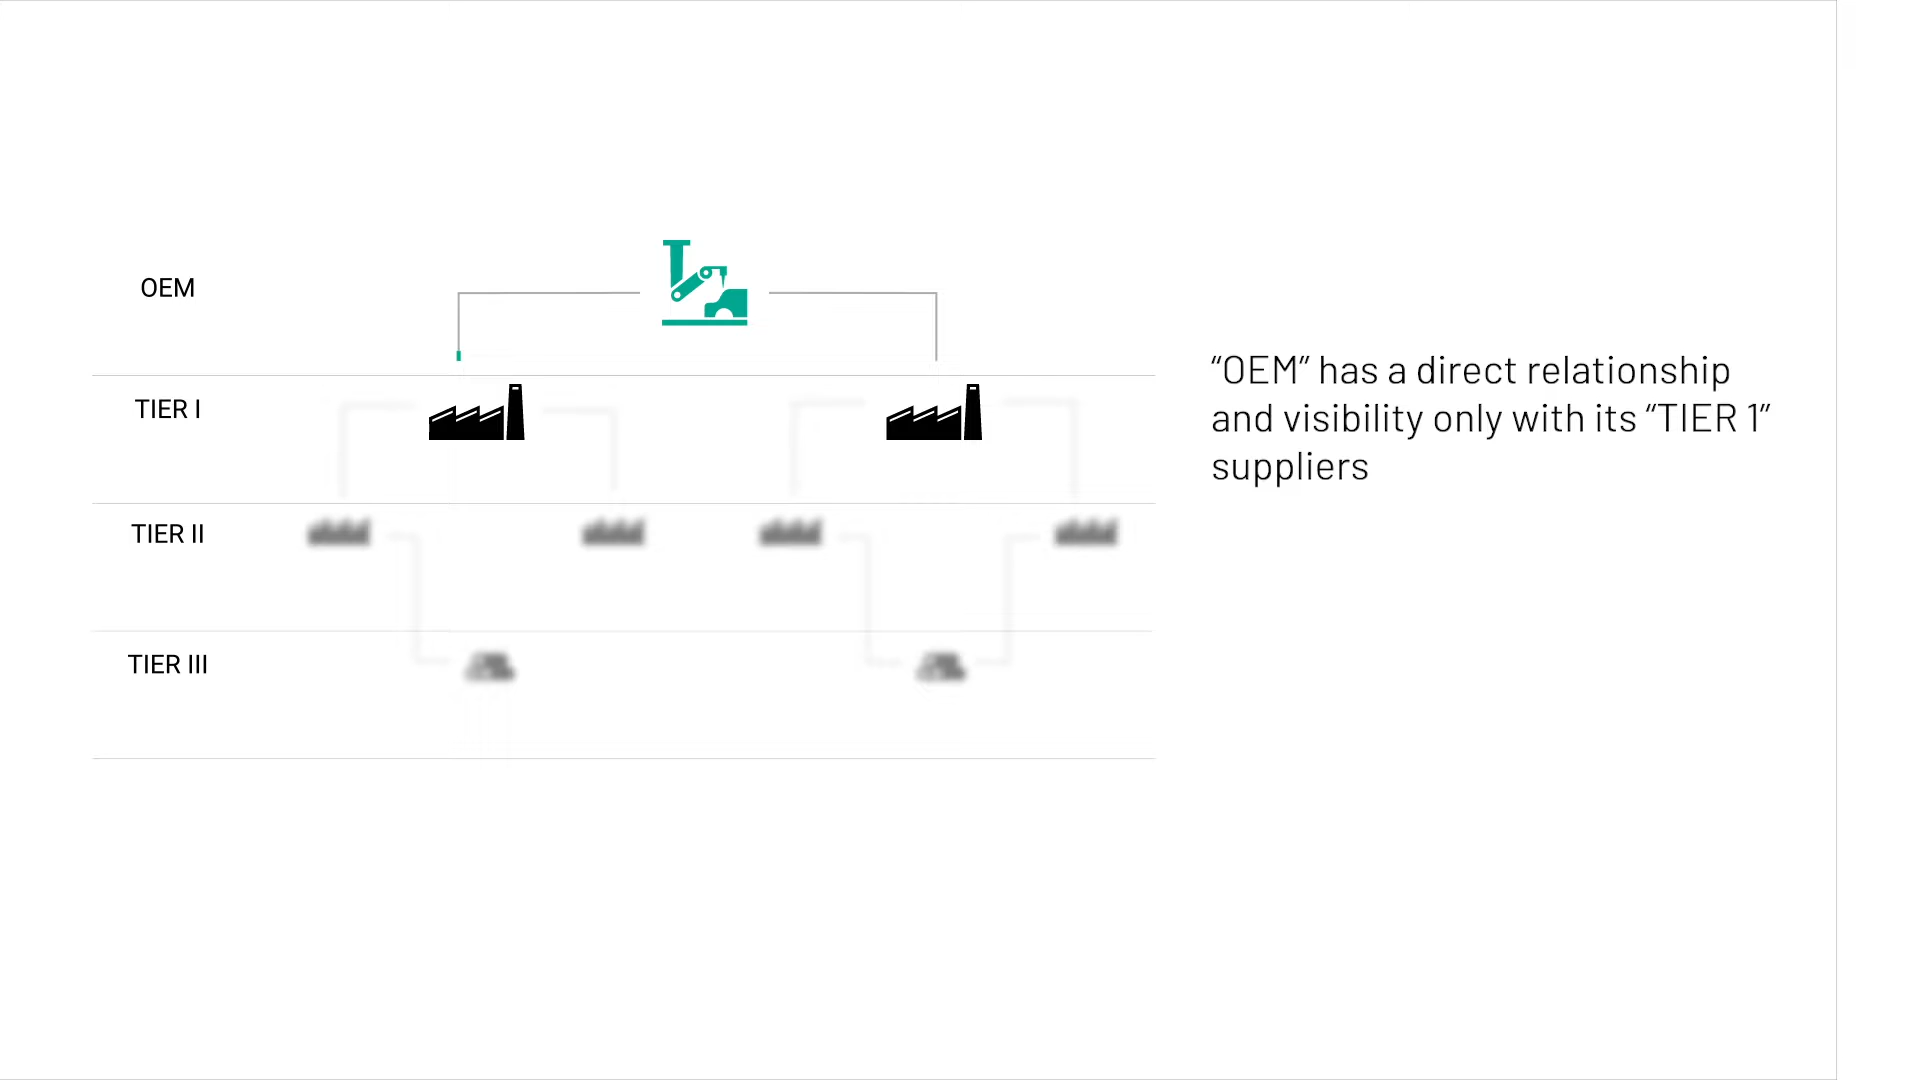 OEM
TIER I
TIER II
TIER III
“OEM” has a direct relationship
and visibility only with its “TIER 1”
suppliers